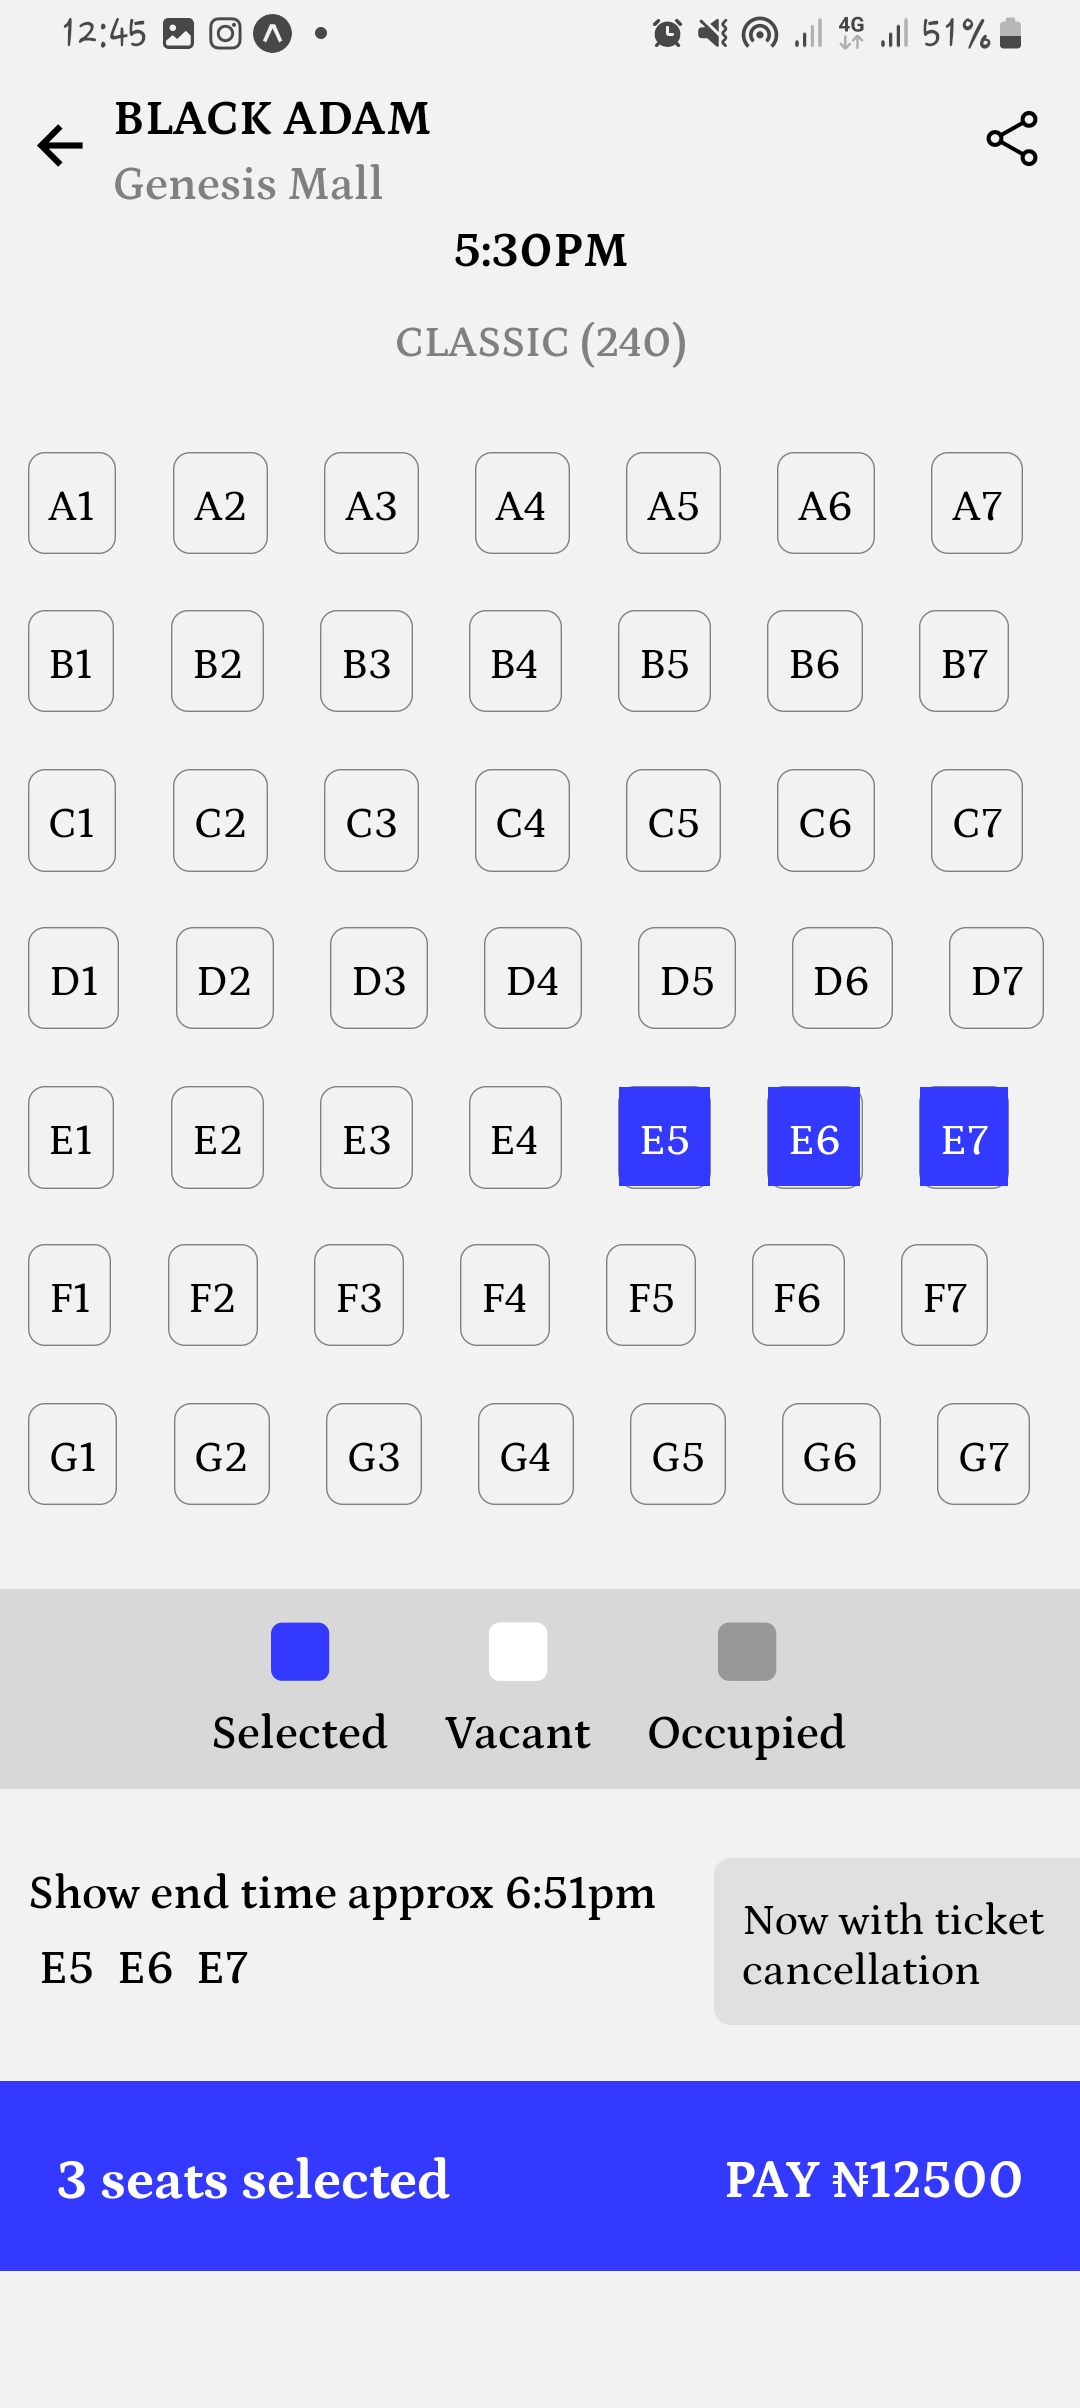 12:45
4G
51%
BLACK ADAM
Genesis Mall
5:30PM
CLASSIC (240)
A1 A2 A3 A4 A5 A6 A7
B1 B2 B3 B4 B5 B6 B7
C1 C2 C3 C4 C5 C6 C7
D1 D2 D3 D4 D5 D6 D7
E1 E2 E3 E4 E5 E6 E7
F1 F2 F3 F4 F5 F6 F7
G1 G2 G3 G4 G5 G6 G7
Selected Vacant Occupied
Show end time approx 6:51pm
E5 E6 E7
Now with ticket
cancellation
3 seats selected
PAY ₦12500